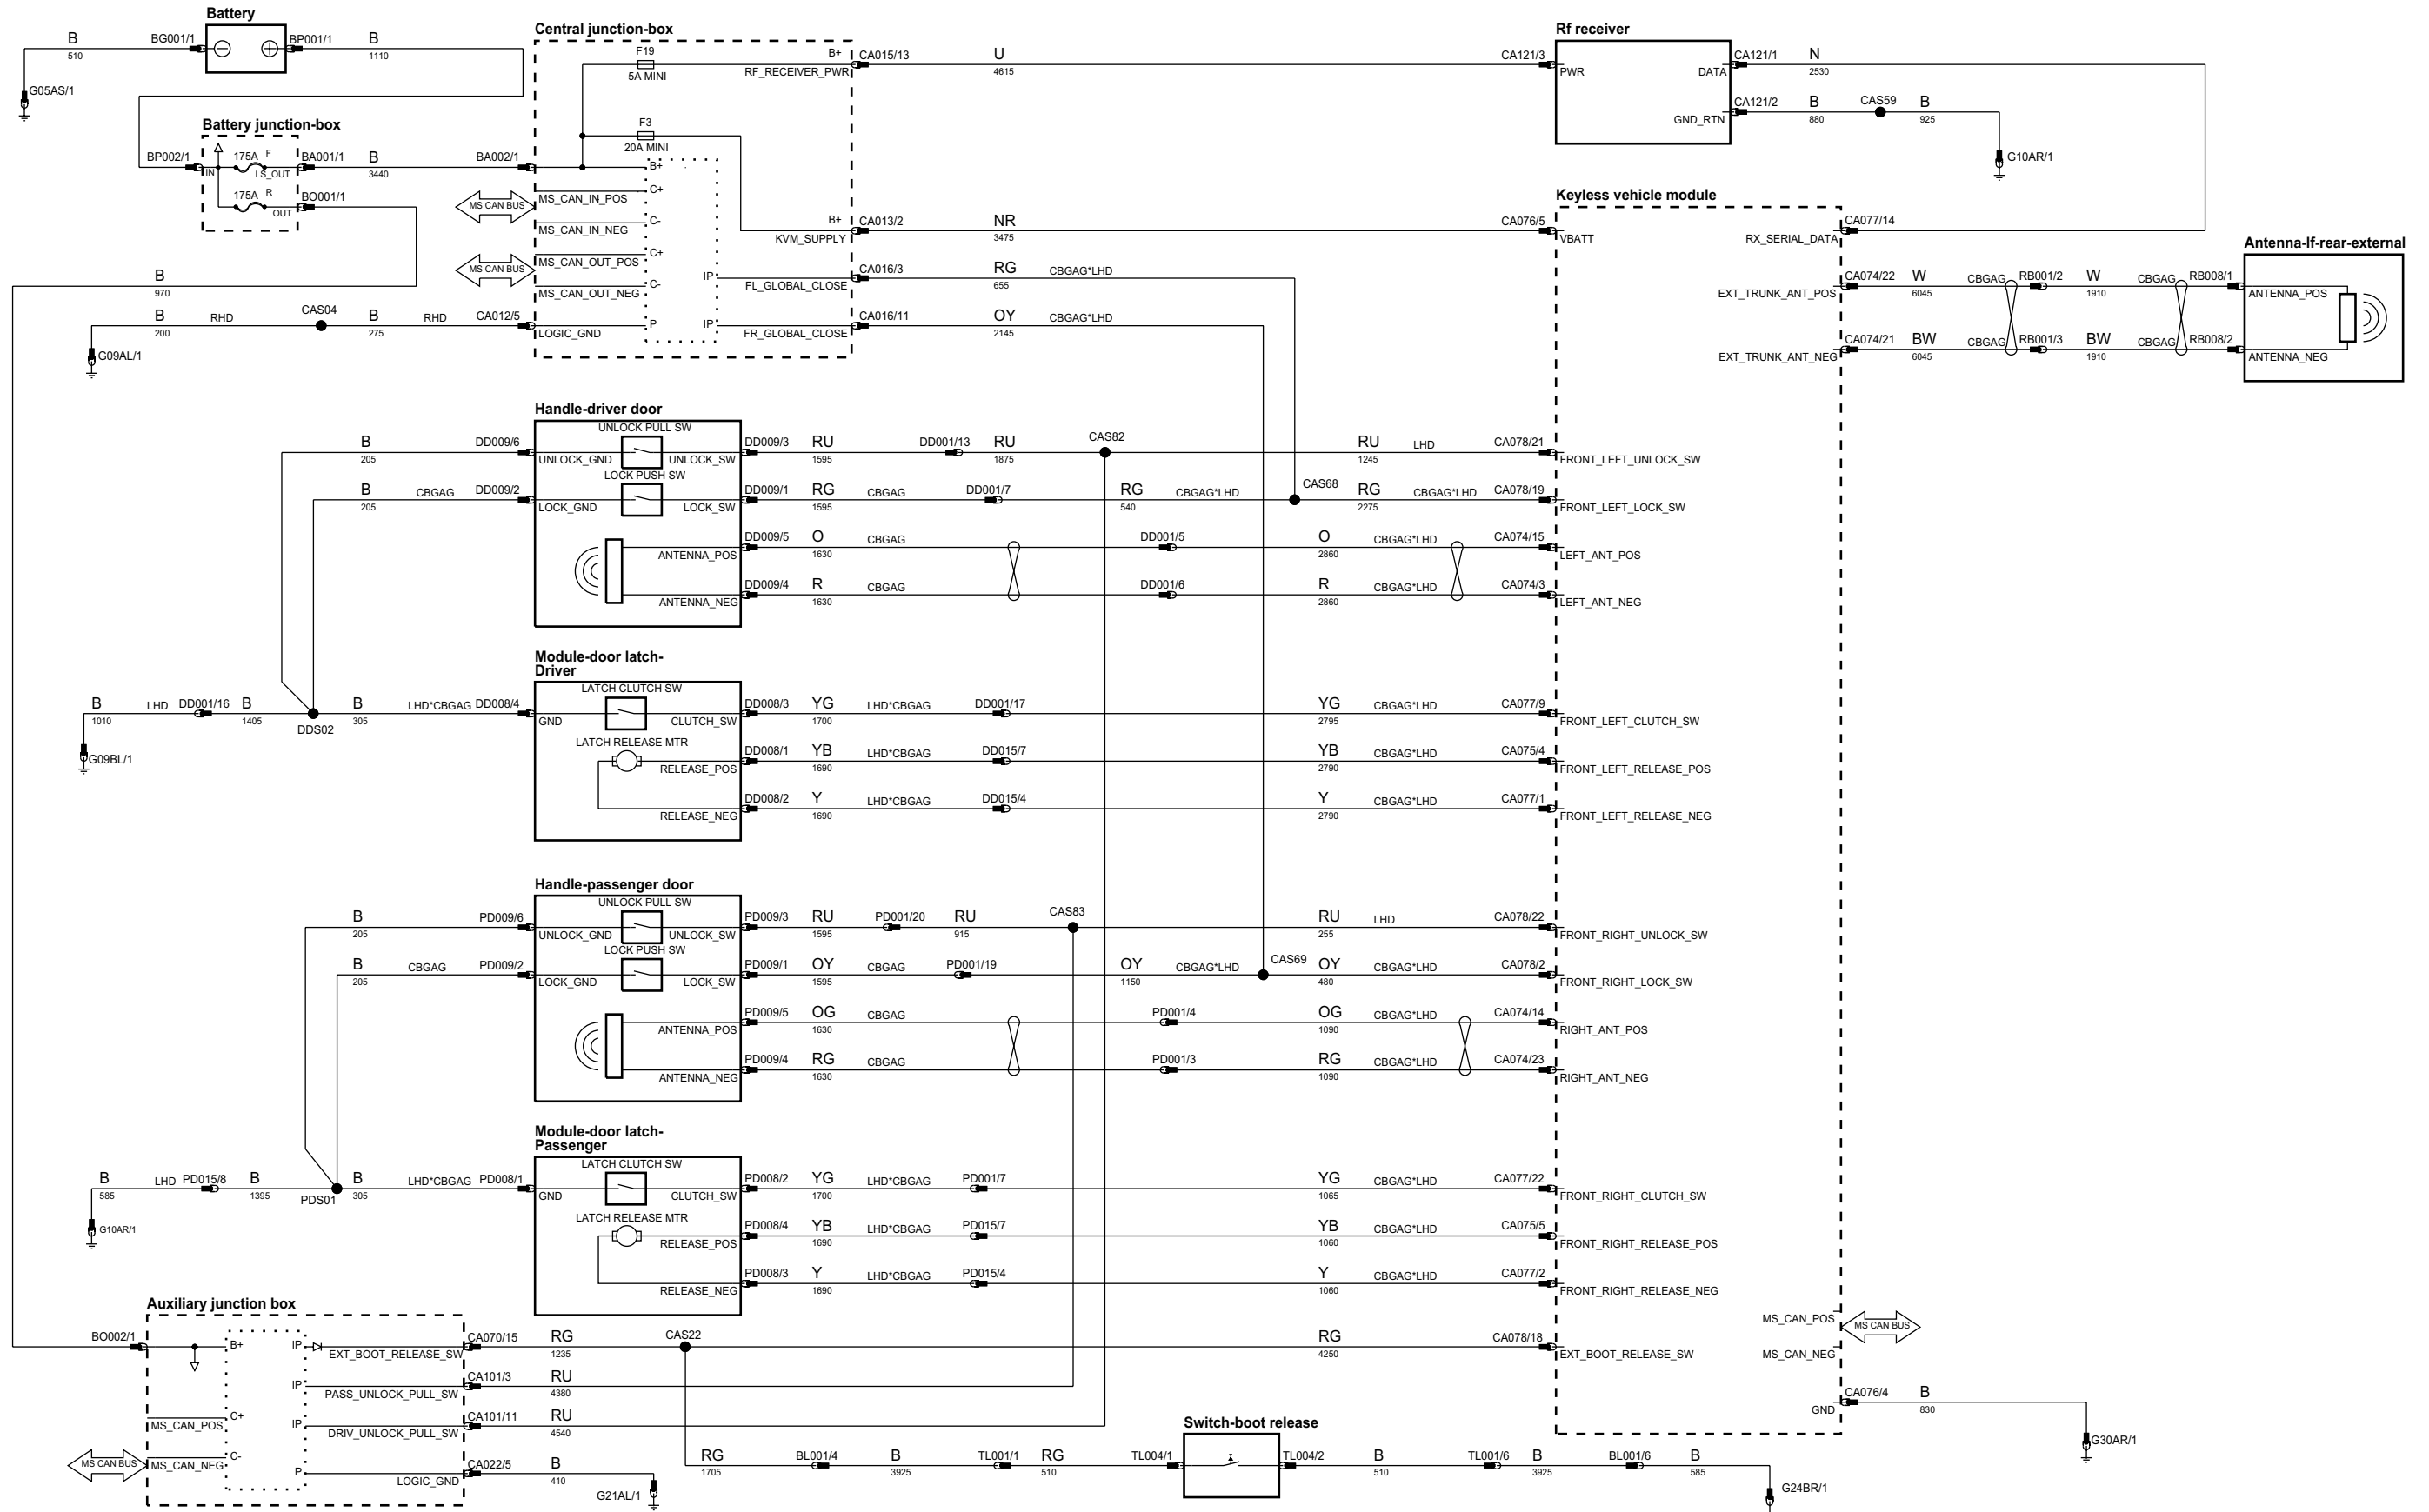 Battery
B
510
BG001/1
BP001/1
B
1110
G05AS/1
Battery junction-box
BP002/1
IN
175A F
LS_OUT
BA001/1
B
3440
175A R
OUT
BO001/1
BA002/1
B
970
B
200
RHD
CAS04
B
275
RHD
CA012/5
G09AL/1
Central junction-box
F19
5A MINI
B+
RF_RECEIVER_PWR
CA015/13
U
4615
CA121/3
F3
20A MINI
B+
C+
MS_CAN_IN_POS
MS CAN BUS
C-
MS_CAN_IN_NEG
C+
MS_CAN_OUT_POS
MS CAN BUS
C-
MS_CAN_OUT_NEG
P
LOGIC_GND
B+
KVM_SUPPLY
CA013/2
NR
3475
CA076/5
IP
FL_GLOBAL_CLOSE
CA016/3
RG
655
CBGAG*LHD
IP
FR_GLOBAL_CLOSE
CA016/11
OY
2145
CBGAG*LHD
Rf receiver
PWR
DATA
CA121/1
N
2530
GND_RTN
CA121/2
B
880
CAS59
B
925
G10AR/1
Keyless vehicle module
VBATT
RX_SERIAL_DATA
CA077/14
EXT_TRUNK_ANT_POS
CA074/22
W
6045
CBGAG
RB001/2
W
1910
CBGAG
RB008/1
EXT_TRUNK_ANT_NEG
CA074/21
BW
6045
CBGAG
RB001/3
BW
1910
CBGAG
RB008/2
Antenna-lf-rear-external
ANTENNA_POS
ANTENNA_NEG
Handle-driver door
UNLOCK PULL SW
B
205
DD009/6
UNLOCK_GND
UNLOCK_SW
DD009/3
RU
1595
DD001/13
RU
1875
CAS82
RU
1245
LHD
CA078/21
FRONT_LEFT_UNLOCK_SW
LOCK PUSH SW
B
205
CBGAG
DD009/2
LOCK_GND
LOCK_SW
DD009/1
RG
1595
CBGAG
DD001/7
RG
540
CBGAG*LHD
CAS68
RG
2275
CBGAG*LHD
CA078/19
FRONT_LEFT_LOCK_SW
ANTENNA_POS
DD009/5
O
1630
CBGAG
DD001/5
O
2860
CBGAG*LHD
CA074/15
LEFT_ANT_POS
ANTENNA_NEG
DD009/4
R
1630
CBGAG
DD001/6
R
2860
CBGAG*LHD
CA074/3
LEFT_ANT_NEG
Module-door latch-
Driver
LATCH CLUTCH SW
B
1010
LHD
DD001/16
B
1405
DDS02
B
305
LHD*CBGAG
DD008/4
G09BL/1
GND
CLUTCH_SW
DD008/3
YG
1700
LHD*CBGAG
DD001/17
YG
2795
CBGAG*LHD
CA077/9
FRONT_LEFT_CLUTCH_SW
LATCH RELEASE MTR
RELEASE_POS
DD008/1
YB
1690
LHD*CBGAG
DD015/7
YB
2790
CBGAG*LHD
CA075/4
FRONT_LEFT_RELEASE_POS
RELEASE_NEG
DD008/2
Y
1690
LHD*CBGAG
DD015/4
Y
2790
CBGAG*LHD
CA077/1
FRONT_LEFT_RELEASE_NEG
Handle-passenger door
UNLOCK PULL SW
B
205
PD009/6
UNLOCK_GND
UNLOCK_SW
PD009/3
RU
1595
PD001/20
RU
915
CAS83
RU
255
LHD
CA078/22
FRONT_RIGHT_UNLOCK_SW
LOCK PUSH SW
B
205
CBGAG
PD009/2
LOCK_GND
LOCK_SW
PD009/1
OY
1595
CBGAG
PD001/19
OY
1150
CBGAG*LHD
CAS69
OY
480
CBGAG*LHD
CA078/2
FRONT_RIGHT_LOCK_SW
ANTENNA_POS
PD009/5
OG
1630
CBGAG
PD001/4
OG
1090
CBGAG*LHD
CA074/14
RIGHT_ANT_POS
ANTENNA_NEG
PD009/4
RG
1630
CBGAG
PD001/3
RG
1090
CBGAG*LHD
CA074/23
RIGHT_ANT_NEG
Module-door latch-
Passenger
LATCH CLUTCH SW
B
585
LHD
PD015/8
B
1395
PDS01
B
305
LHD*CBGAG
PD008/1
G10AR/1
GND
CLUTCH_SW
PD008/2
YG
1700
LHD*CBGAG
PD001/7
YG
1065
CBGAG*LHD
CA077/22
FRONT_RIGHT_CLUTCH_SW
LATCH RELEASE MTR
RELEASE_POS
PD008/4
YB
1690
LHD*CBGAG
PD015/7
YB
1060
CBGAG*LHD
CA075/5
FRONT_RIGHT_RELEASE_POS
RELEASE_NEG
PD008/3
Y
1690
LHD*CBGAG
PD015/4
Y
1060
CBGAG*LHD
CA077/2
FRONT_RIGHT_RELEASE_NEG
Auxiliary junction box
BO002/1
B+
IP
EXT_BOOT_RELEASE_SW
CA070/15
RG
1235
CAS22
RG
4250
CA078/18
EXT_BOOT_RELEASE_SW
IP
PASS_UNLOCK_PULL_SW
CA101/3
RU
4380
C+
MS_CAN_POS
IP
DRIV_UNLOCK_PULL_SW
CA101/11
RU
4540
MS CAN BUS
C-
MS_CAN_NEG
P
LOGIC_GND
CA022/5
B
410
G21AL/1
RG
1705
BL001/4
B
3925
TL001/1
RG
510
TL004/1
Switch-boot release
TL004/2
B
510
TL001/6
B
3925
BL001/6
B
585
G24BR/1
MS_CAN_POS
MS CAN BUS
MS_CAN_NEG
GND
CA076/4
B
830
G30AR/1